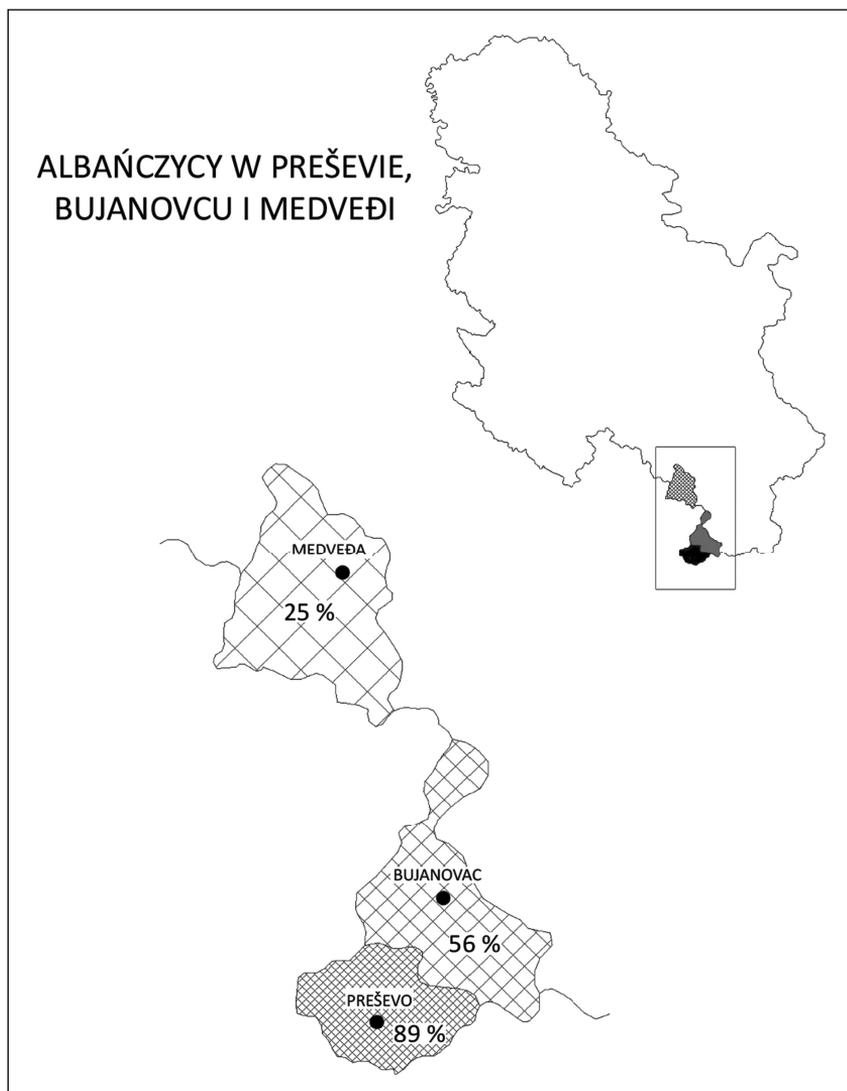 ALBAŃCZYCY W PREŠEVIE,
BUJANOVCU I MEDVEĐI
MEDVEĐA
25 %
BUJANOVAC
56 %
PREŠEVO
89 %